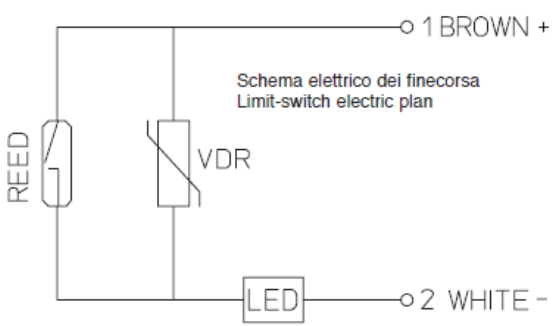 1 BROWN +
Schema elettrico dei finecorsa
Limit-switch electric plan
REED
VDR
LED
2 WHITE -